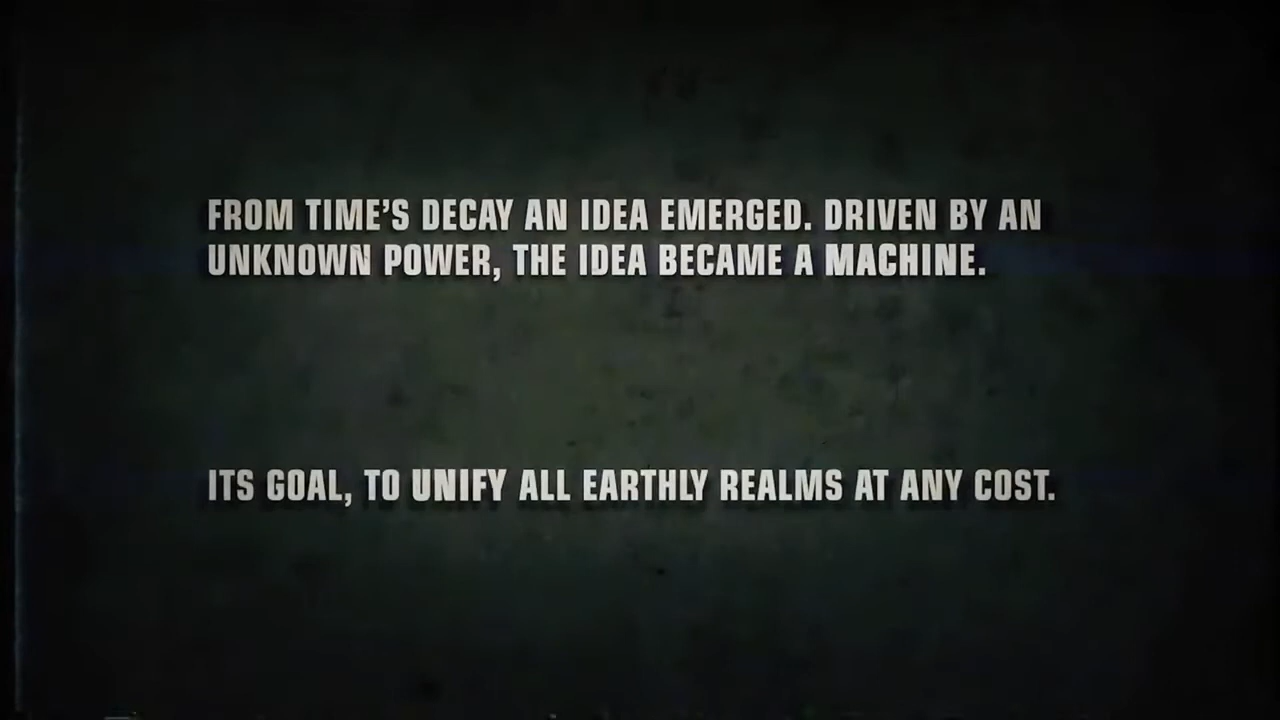 FROM TIME'S DECAY AN IDEA EMERGED. DRIVEN BY AN
UNKNOWN POWER, THE IDEA BECAME A MACHINE.
ITS GOAL, TO UNIFY ALL EARTHLY REALMS AT ANY COST.